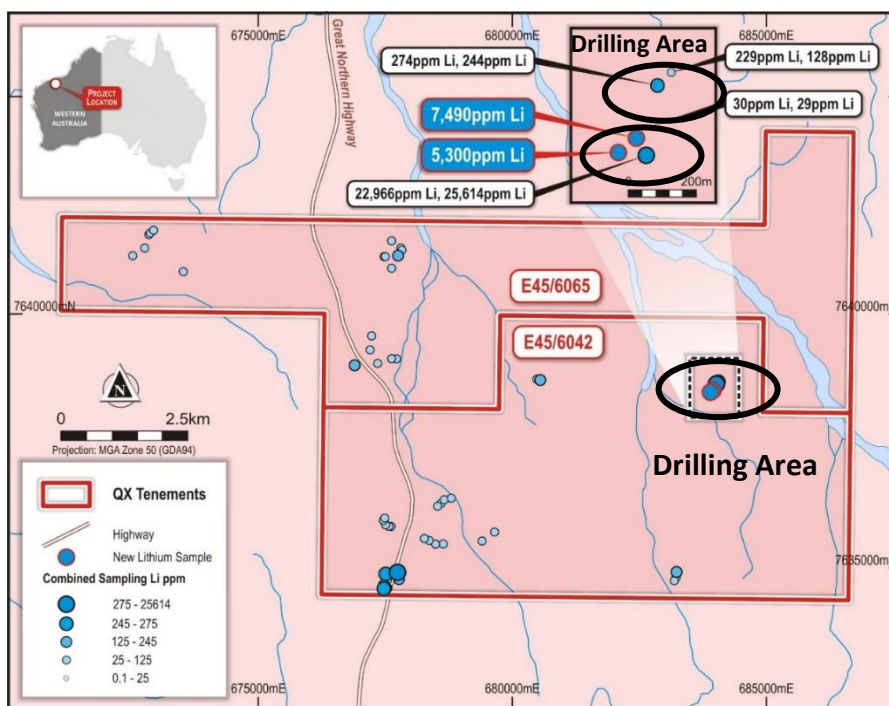 675000mE
680000mE
685000mE
PROJECT
LOCATION
WESTERN
AUSTRALIA
Great Northern Highway
Drilling Area
274ppm Li, 244ppm Li
229ppm Li, 128ppm Li
30ppm Li, 29ppm Li
7,490ppm Li
5,300ppm Li
22,966ppm Li, 25,614ppm Li
0 200m
7640000mN
E45/6065
7640000m
E45/6042
N
0 2.5km
Projection: MGA Zone 50 (GDA94)
Drilling Area
QX Tenements
Highway
New Lithium Sample
Combined Sampling Li ppm
275 - 25614
245 - 275
125 - 245
25 - 125
0.1 - 25
7635000m
675000mE
680000mE
685000mE